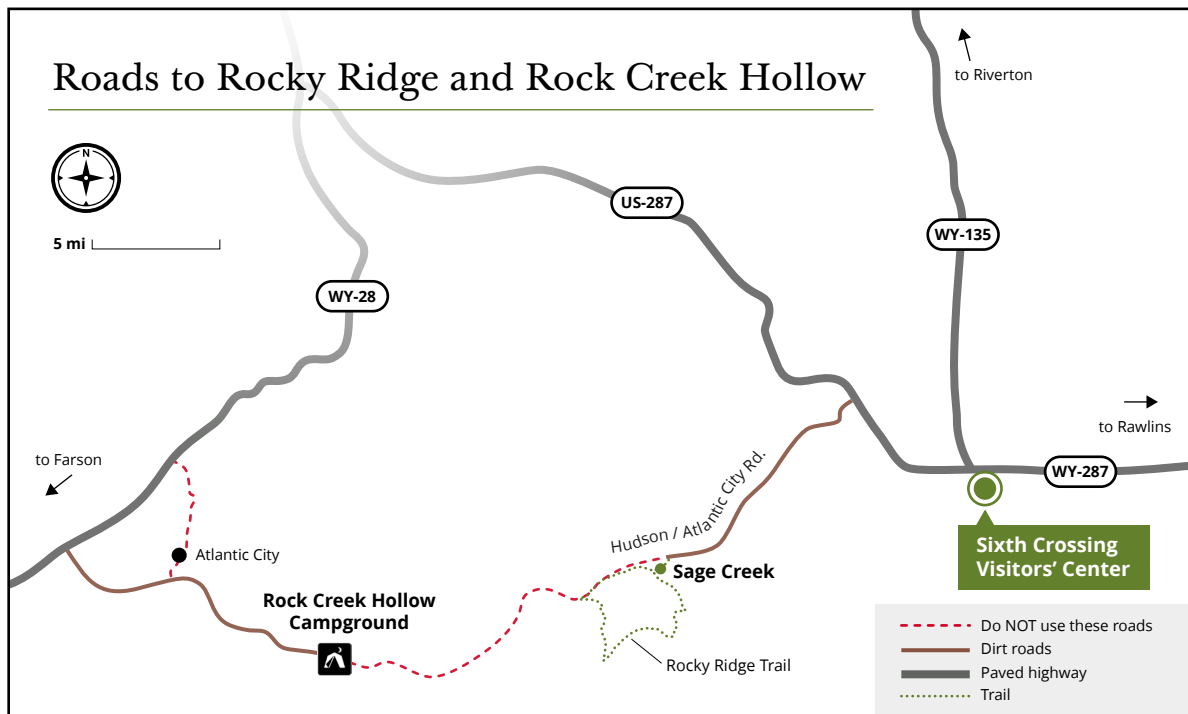 Roads to Rocky Ridge and Rock Creek Hollow
to Riverton
N
5 mi
US-287
WY-135
WY-28
to Rawlins
to Farson
WY-287
Hudson / Atlantic City Rd.
Atlantic City
Sage Creek
Sixth Crossing
Visitors’ Center
Rock Creek Hollow
Campground
Rocky Ridge Trail
Do NOT use these roads
Dirt roads
Paved highway
Trail